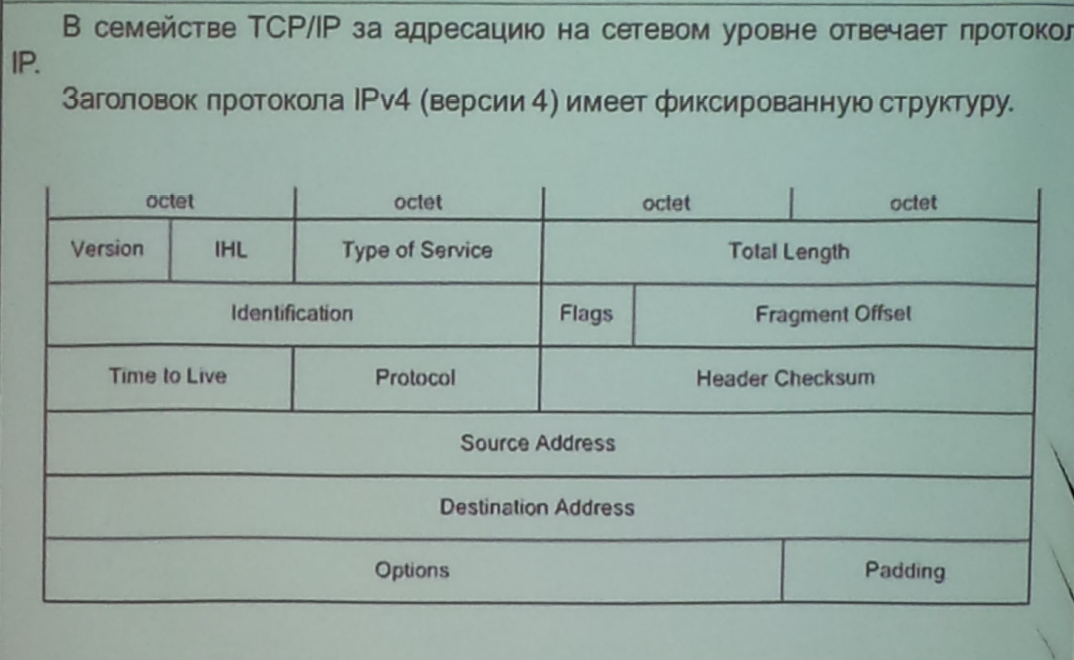 В семействе TCP/IP за адресацию на сетевом уровне отвечает протокол
IP.
Заголовок протокола IPv4 (версии 4) имеет фиксированную структуру.
octet octet octet octet
Version IHL Type of Service Total Length
Identification Flags Fragment Offset
Time to Live Protocol Header Checksum
Source Address
Destination Address
Options Padding